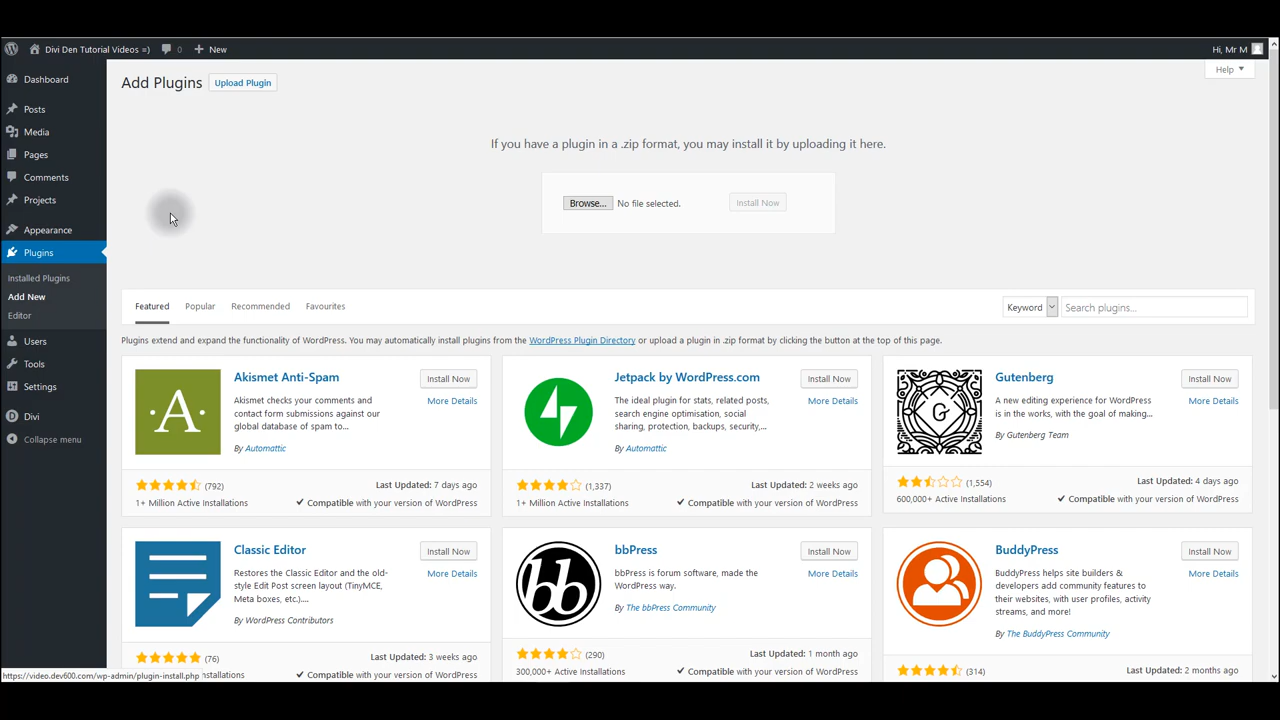 Divi Den Tutorial Videos =)
0
New
Hi, Mr M
Help
Dashboard
Posts
Media
Pages
Comments
Projects
Appearance
Plugins
Installed Plugins
Add New
Editor
Users
Tools
Settings
Divi
Collapse menu
Add Plugins
Upload Plugin
If you have a plugin in a .zip format, you may install it by uploading it here.
Browse... No file selected. Install Now
Featured Popular Recommended Favourites
Keyword Search plugins...
Plugins extend and expand the functionality of WordPress. You may automatically install plugins from the WordPress Plugin Directory or upload a plugin in .zip format by clicking the button at the top of this page.
·A·
Akismet Anti-Spam
Install Now
More Details
Akismet checks your comments and
contact form submissions against our
global database of spam to...
By Automattic
(792)
Last Updated: 7 days ago
1+ Million Active Installations
Compatible with your version of WordPress
Jetpack by WordPress.com
Install Now
More Details
The ideal plugin for stats, related posts,
search engine optimisation, social
sharing, protection, backups, security,...
By Automattic
(1,337)
Last Updated: 2 weeks ago
1+ Million Active Installations
Compatible with your version of WordPress
G
Gutenberg
Install Now
More Details
A new editing experience for WordPress
is in the works, with the goal of making...
By Gutenberg Team
(1,554)
Last Updated: 4 days ago
600,000+ Active Installations
Compatible with your version of WordPress
Classic Editor
Install Now
More Details
Restores the Classic Editor and the old-
style Edit Post screen layout (TinyMCE,
Meta boxes, etc.)....
By WordPress Contributors
(76)
Last Updated: 3 weeks ago
stallations
Compatible with your version of WordPress
bb
bbPress
Install Now
More Details
bbPress is forum software, made the
WordPress way.
By The bbPress Community
(290)
Last Updated: 1 month ago
300,000+ Active Installations
Compatible with your version of WordPress
BuddyPress
Install Now
More Details
BuddyPress helps site builders &
developers add community features to
their websites, with user profiles, activity
streams, and more!
By The BuddyPress Community
(314)
Last Updated: 2 months ago
https://video.dev600.com/wp-admin/plugin-install.php